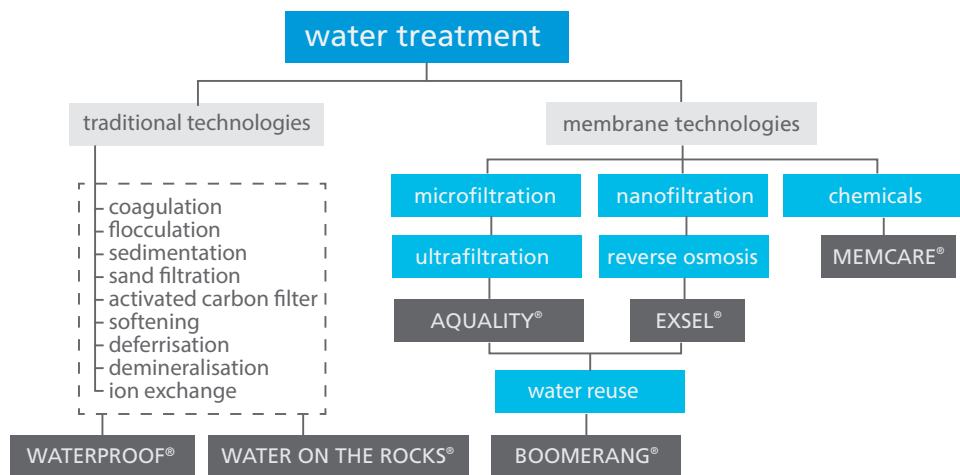 water treatment
traditional technologies
membrane technologies
microfiltration
nanofiltration
chemicals
coagulation
flocculation
sedimentation
sand filtration
activated carbon filter
softening
deferrisation
demineralisation
ion exchange
ultrafiltration
reverse osmosis
MEMCARE®
AQUALITY®
EXSEL®
water reuse
WATERPROOF®
WATER ON THE ROCKS®
BOOMERANG®